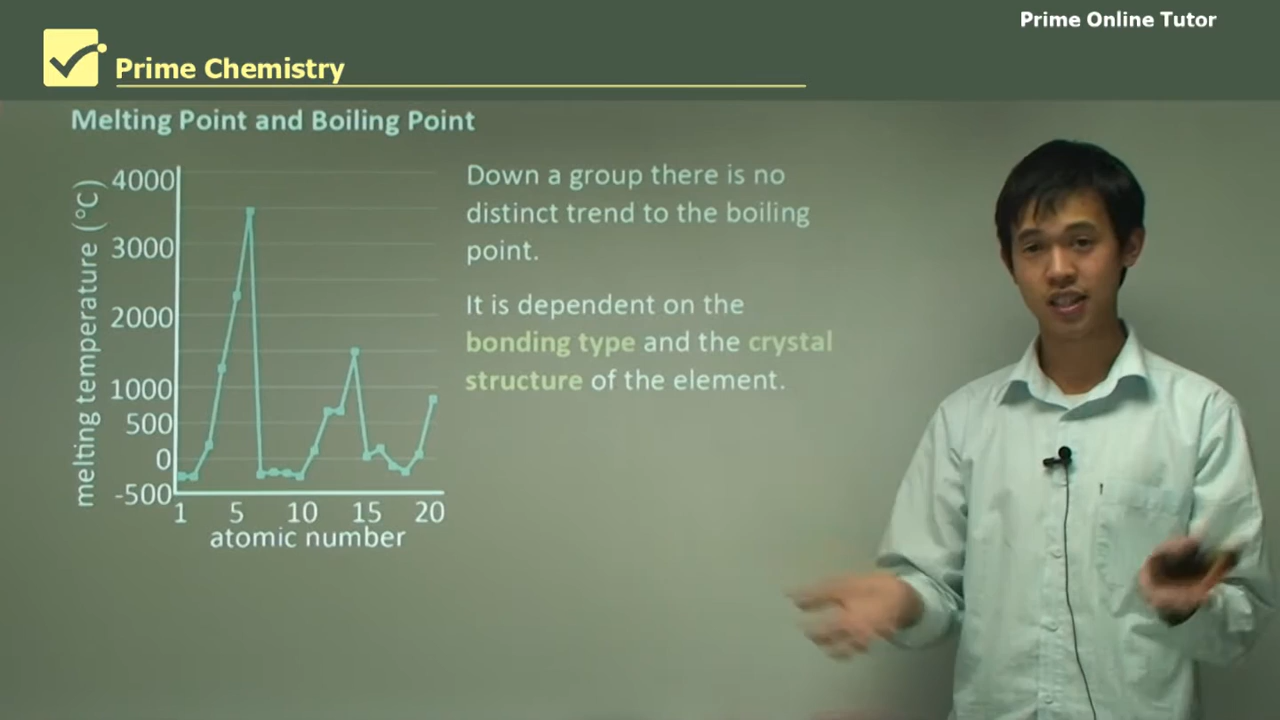 Prime Online Tutor
Prime Chemistry
Melting Point and Boiling Point
melting temperature (°C)
4000
3000
2000
1000
500
0
-500
1 5 10 15 20
atomic number
Down a group there is no
distinct trend to the boiling
point.
It is dependent on the
bonding type and the crystal
structure of the element.